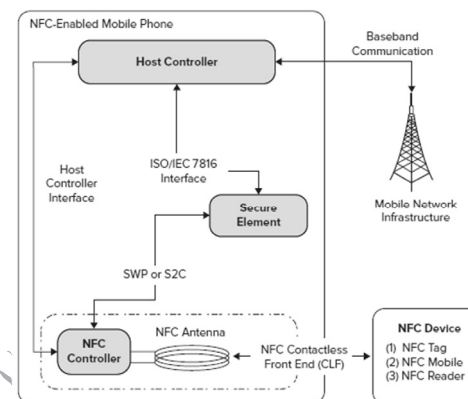 NFC-Enabled Mobile Phone
Host Controller
Baseband
Communication
Host
Controller
Interface
ISO/IEC 7816
Interface
Mobile Network
Infrastructure
Secure
Element
SWP or S2C
NFC
Controller
NFC Antenna
NFC Contactless
Front End (CLF)
NFC Device
(1) NFC Tag
(2) NFC Mobile
(3) NFC Reader